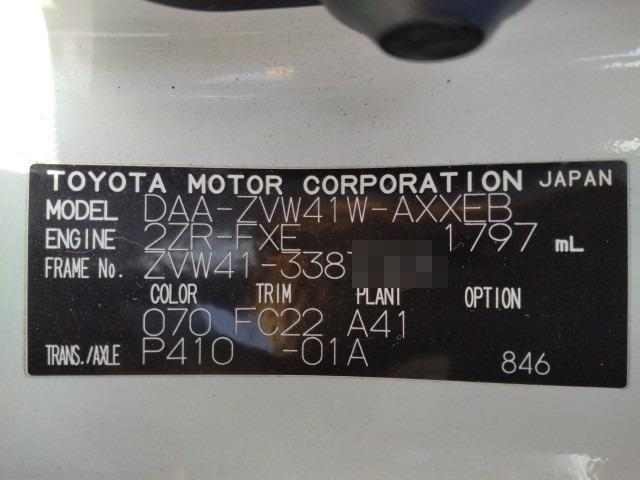 TOYOTA MOTOR CORPORATION JAPAN
MODEL DAA-ZVW41W-AXXEB
ENGINE 2ZR-FXE 1797 mL
FRAME No. ZVW41-338
COLOR TRIM PLANT OPTION
070 FC22 A41
TRANS./AXLE P410 -01A 846